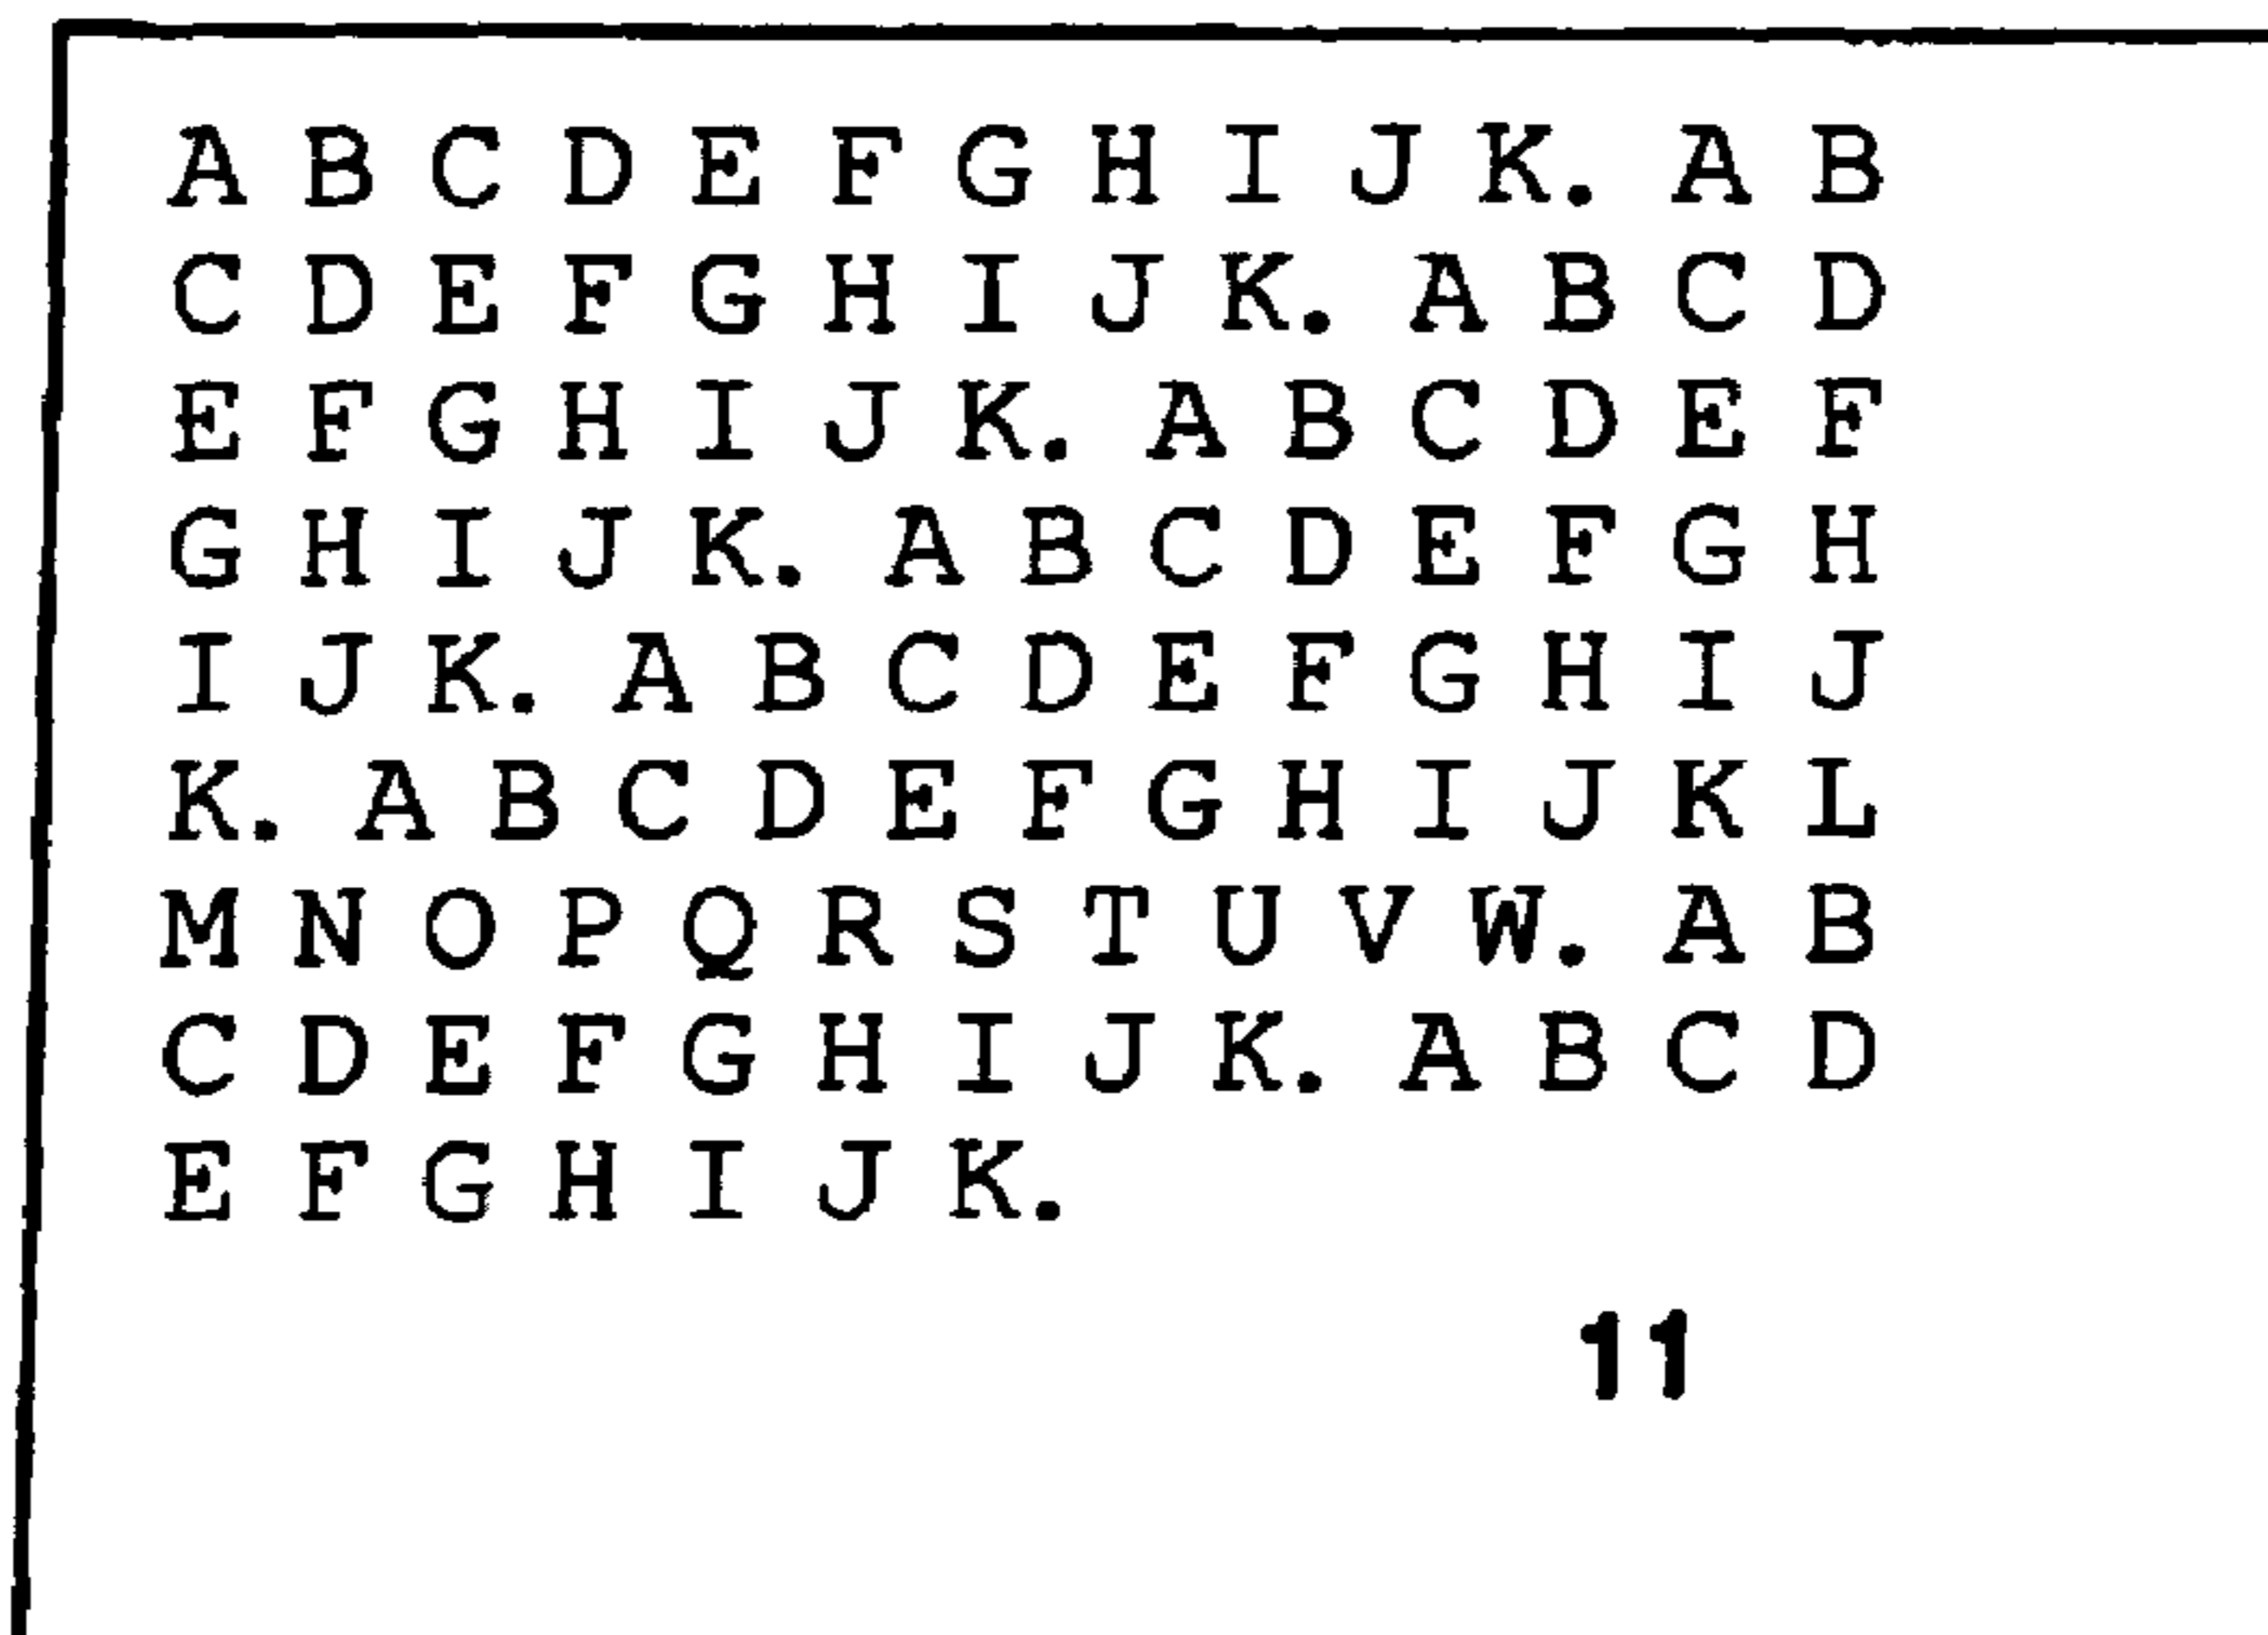 A B C D E F G H I J K. A B
C D E F G H I J K. A B C D
E F G H I J K. A B C D E F
G H I J K. A B C D E F G H
I J K. A B C D E F G H I J
K. A B C D E F G H I J K L
M N O P Q R S T U V W. A B
C D E F G H I J K. A B C D
E F G H I J K.
11